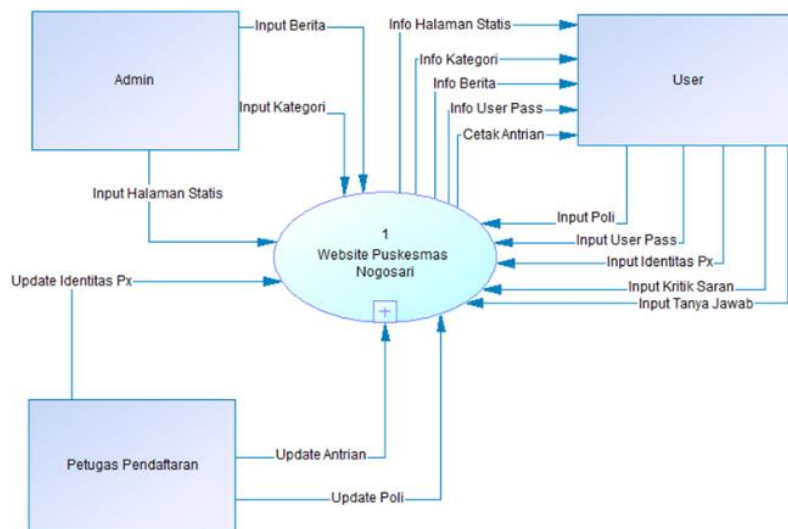 Input Berita
Info Halaman Statis
Admin
Info Kategori
User
Info Berita
Input Kategori
Info User Pass
Cetak Antrian
Input Halaman Statis
Input Poli
1
Website Puskesmas
Nogosari
Input User Pass
Input Identitas Px
Update Identitas Px
Input Kritik Saran
Input Tanya Jawab
+
Petugas Pendaftaran
Update Antrian
Update Poli